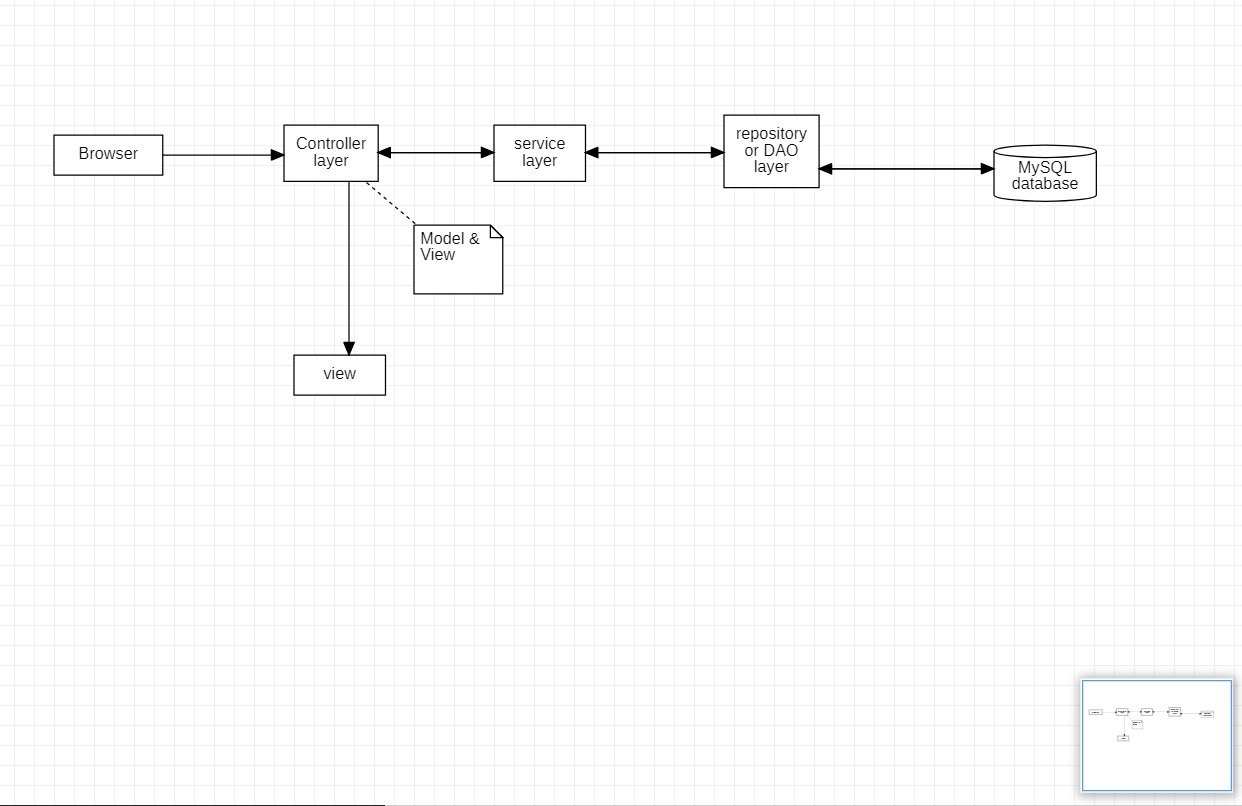 Browser
Controller
layer
service
layer
repository
or DAO
layer
MySQL
database
Model &
View
view